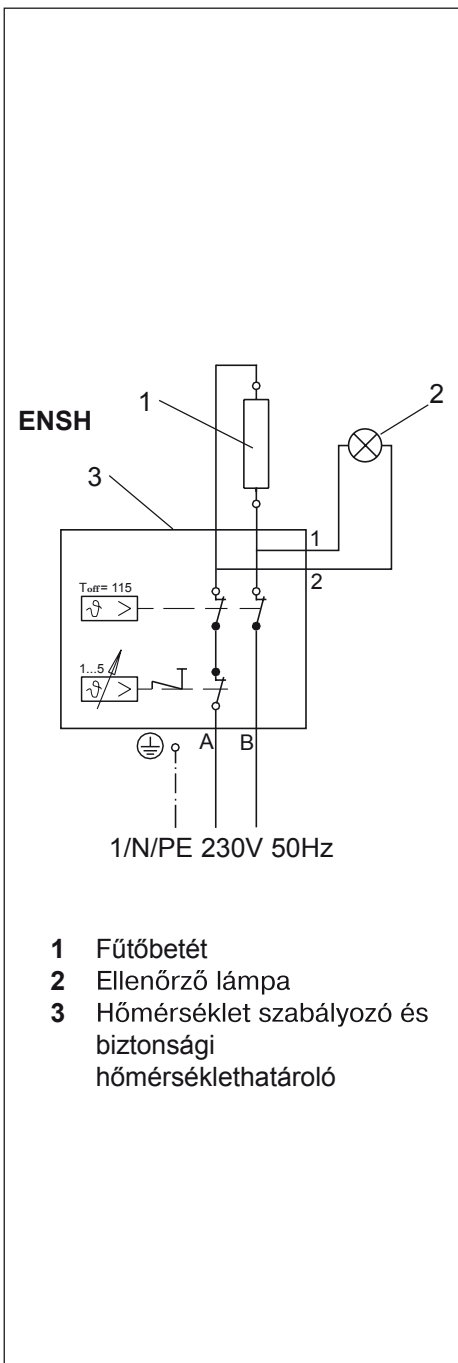 ENSH
1
2
3
1
2
Toff= 115
1...5
ϑ >
ϑ >
A B
1/N/PE 230V 50Hz
1 Fűtőbetét
2 Ellenőrző lámpa
3 Hőmérséklet szabályozó és
biztonsági
hőmérséklethatároló